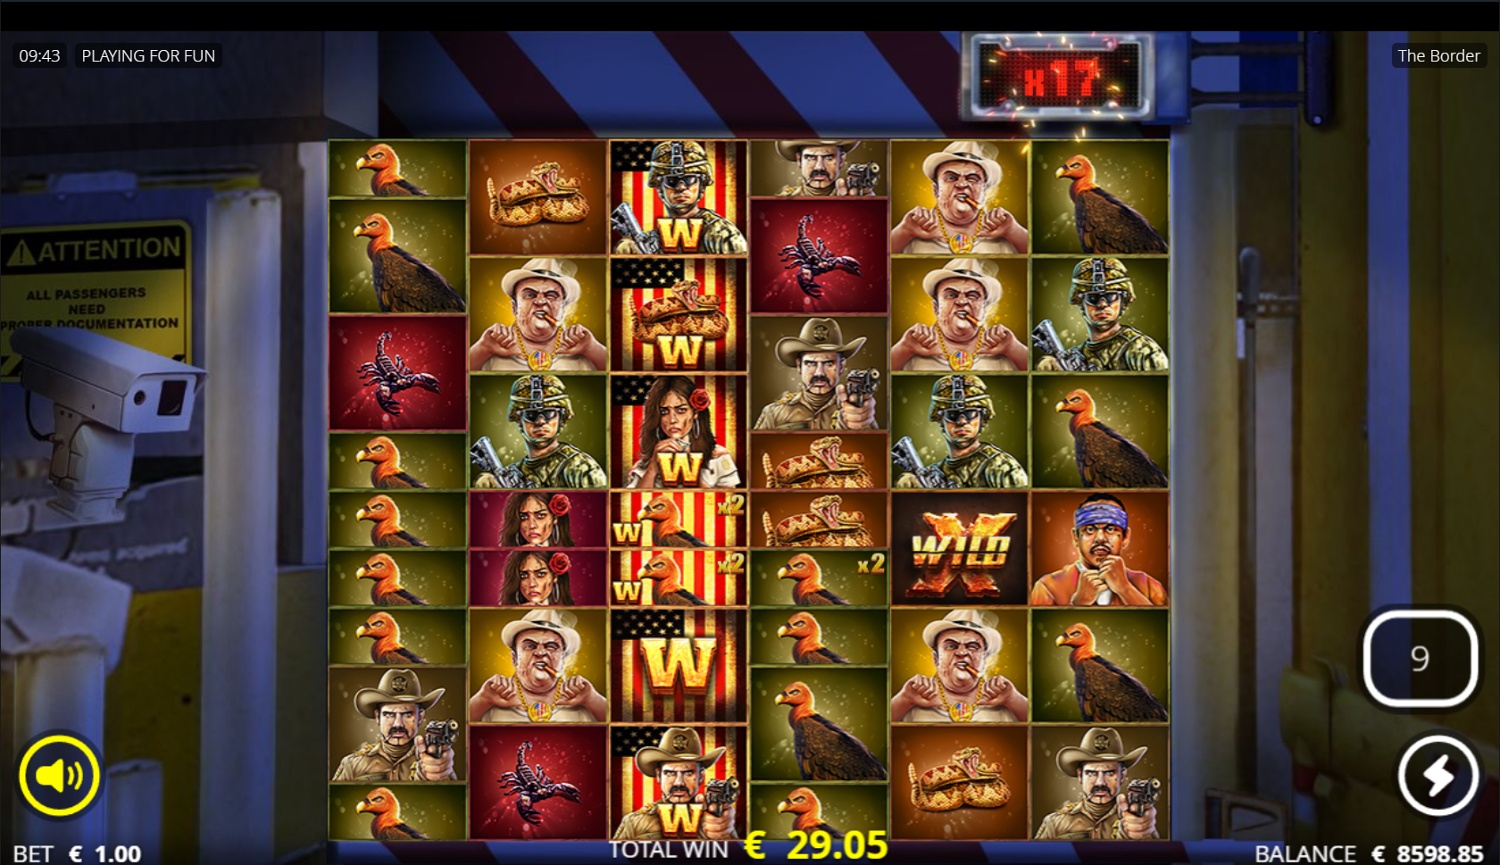 09:43
PLAYING FOR FUN
x17
The Border
ATTENTION
ALL PASSENGERS
NEED
PROPER DOCUMENTATION
W
W
W
W x2
W x2
x2
WILD
X
W
W
9
BET € 1.00
TOTAL WIN € 29.05
BALANCE € 8598.85